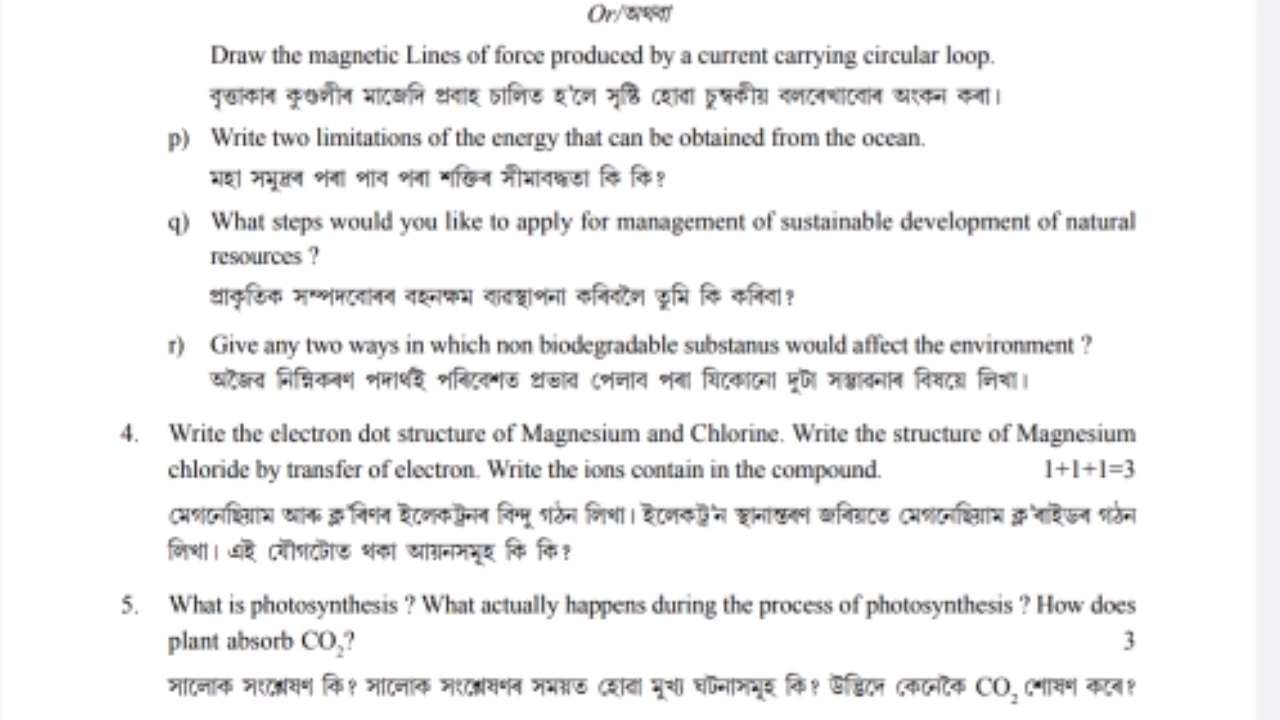 Or/অথবা
Draw the magnetic Lines of force produced by a current carrying circular loop.
বৃত্তাকাৰ কুণ্ডলীৰ মাজেদি প্ৰবাহ চালিত হ'লে সৃষ্টি হোৱা চুম্বকীয় বলৰেখাবোৰ অংকন কৰা।
p) Write two limitations of the energy that can be obtained from the ocean.
মহা সমুদ্ৰৰ পৰা পাব পৰা শক্তিৰ সীমাবদ্ধতা কি কি?
q) What steps would you like to apply for management of sustainable development of natural
resources ?
প্ৰাকৃতিক সম্পদবোৰৰ বহনক্ষম ব্যৱস্থাপনা কৰিবলৈ তুমি কি কৰিবা?
r) Give any two ways in which non biodegradable substanus would affect the environment ?
অজৈৱ নিম্নিকৰণ পদাৰ্থই পৰিবেশত প্ৰভাৱ পেলাব পৰা যিকোনো দুটা সম্ভাৱনাৰ বিষয়ে লিখা।
4. Write the electron dot structure of Magnesium and Chlorine. Write the structure of Magnesium
chloride by transfer of electron. Write the ions contain in the compound. 1+1+1=3
মেগনেছিয়াম আৰু ক্ল'ৰিণৰ ইলেকট্ৰনৰ বিন্দু গঠন লিখা। ইলেকট্ৰ'ন স্থানান্তৰণ জৰিয়তে মেগনেছিয়াম ক্ল'ৰাইডৰ গঠন
লিখা। এই যৌগটোত থকা আয়নসমূহ কি কি?
5. What is photosynthesis ? What actually happens during the process of photosynthesis ? How does
plant absorb CO₂? 3
সালোক সংশ্লেষণ কি? সালোক সংশ্লেষণৰ সময়ত হোৱা মুখ্য ঘটনাসমূহ কি? উদ্ভিদে কেনেকৈ CO₂ শোষণ কৰে?